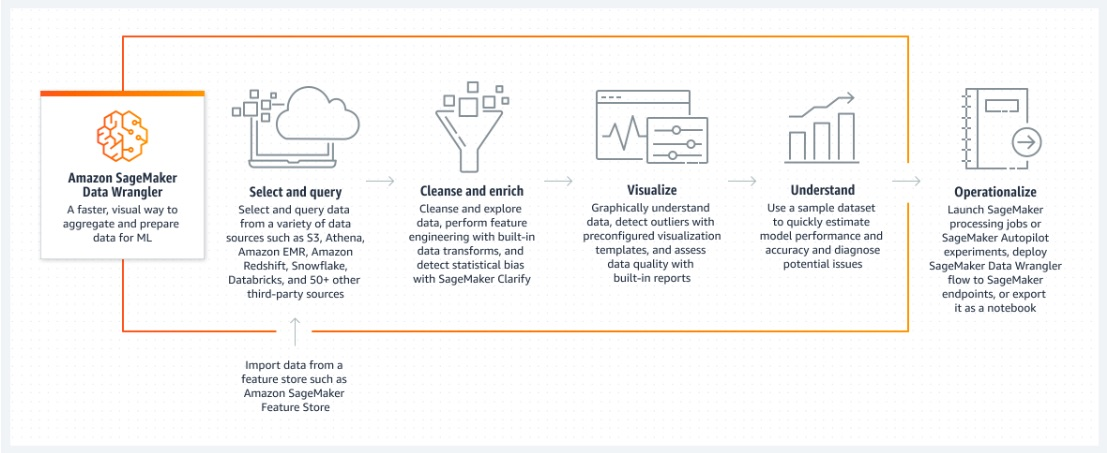 Amazon SageMaker
Data Wrangler
A faster, visual way to
aggregate and prepare
data for ML
Select and query
Select and query data
from a variety of data
sources such as S3, Athena,
Amazon EMR, Amazon
Redshift, Snowflake,
Databricks, and 50+ other
third-party sources
Import data from a
feature store such as
Amazon SageMaker
Feature Store
Cleanse and enrich
Cleanse and explore
data, perform feature
engineering with built-in
data transforms, and
detect statistical bias
with SageMaker Clarify
Visualize
Graphically understand
data, detect outliers with
preconfigured visualization
templates, and assess
data quality with
built-in reports
Understand
Use a sample dataset
to quickly estimate
model performance and
accuracy and diagnose
potential issues
Operationalize
Launch SageMaker
processing jobs or
SageMaker Autopilot
experiments, deploy
SageMaker Data Wrangler
flow to SageMaker
endpoints, or export
it as a notebook